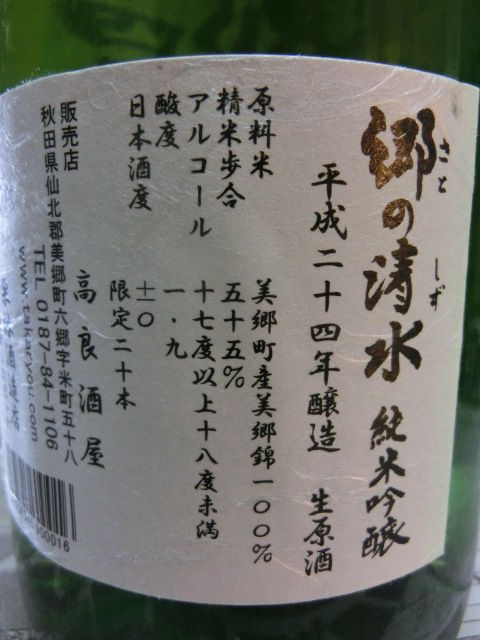 郷の清水 純米吟醸
さと しず
平成二十四年醸造 生原酒
原料米 美郷町産美郷錦一〇〇%
精米歩合 五十五%
アルコール 十七度以上十八度未満
酸度 一・九
日本酒度 ±0
限定二十本
高良酒屋
販売店
秋田県仙北郡美郷町六郷字米町五十八
TEL 0187-84-1106
www.takaryou.com